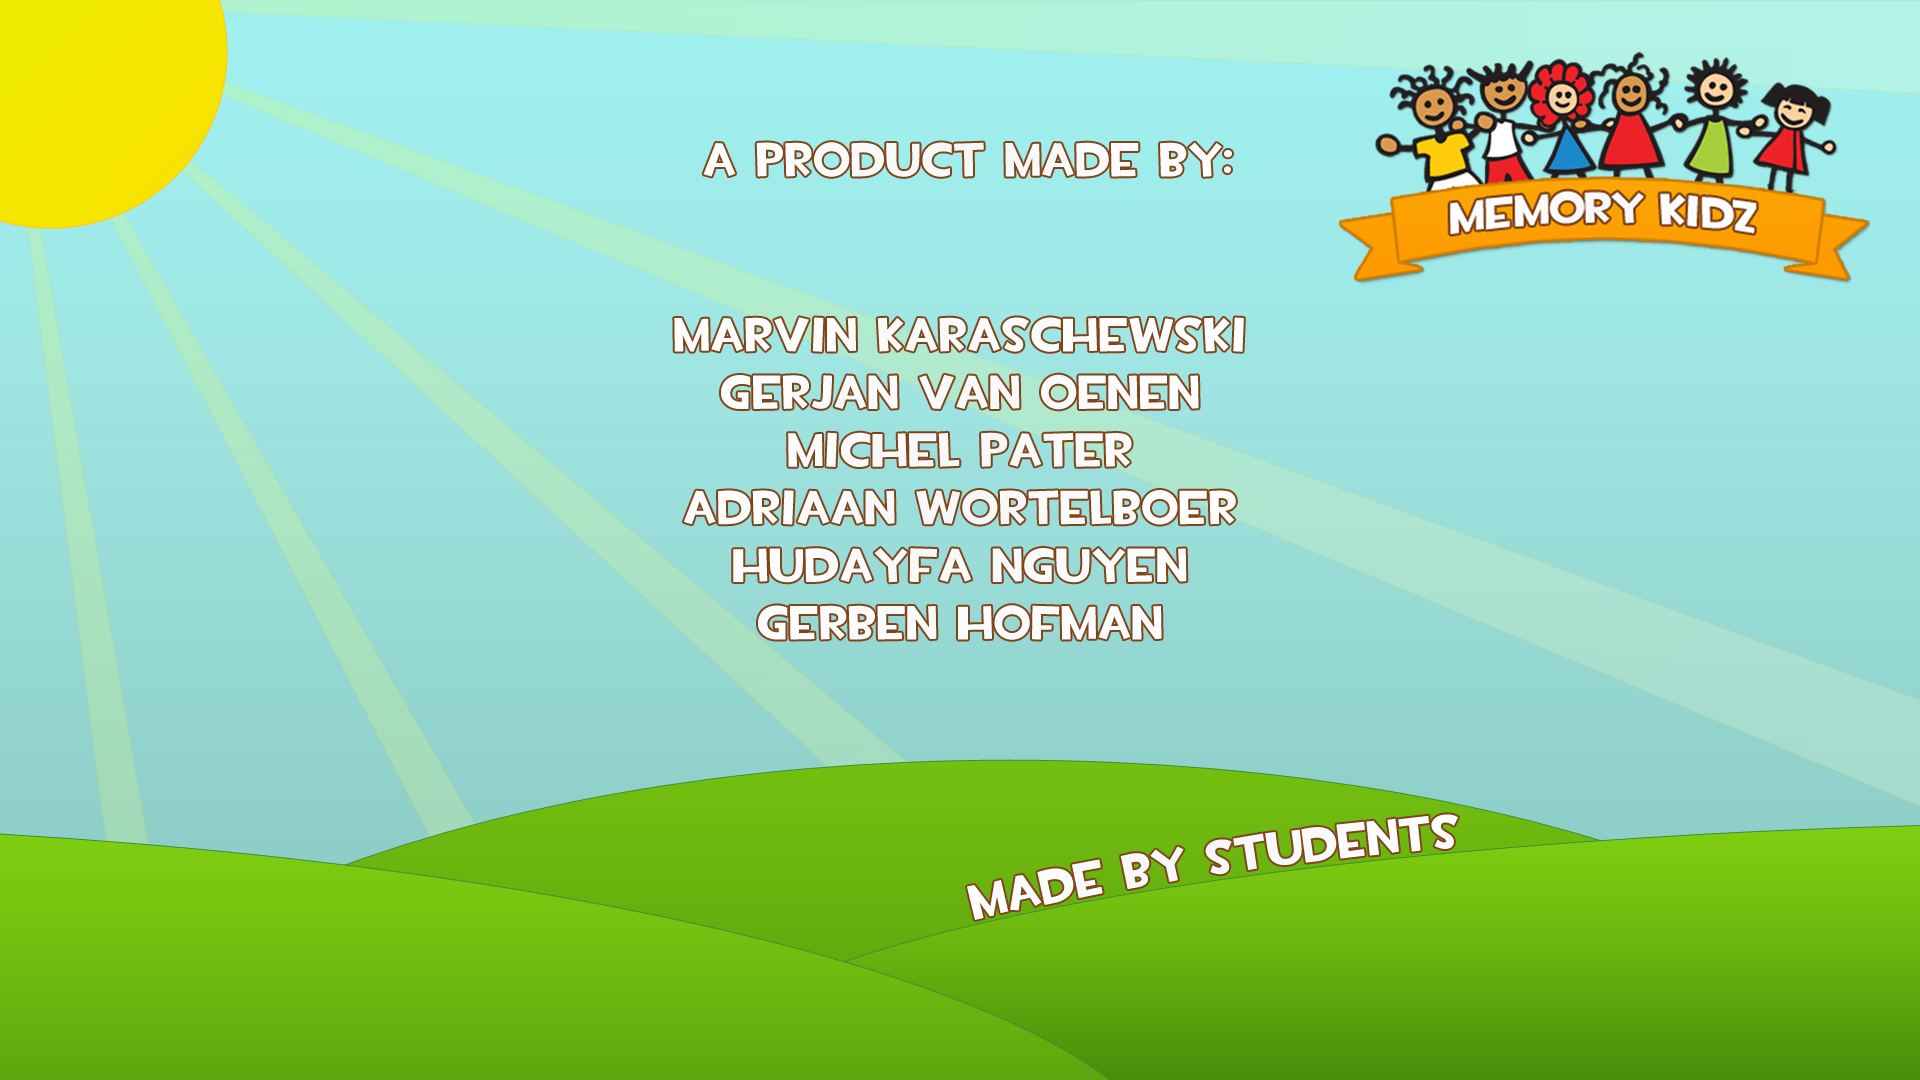 A PRODUCT MADE BY:
MEMORY KIDZ
MARVIN KARASCHEWSKI
GERJAN VAN OENEN
MICHEL PATER
ADRIAAN WORTELBOER
HUDAYFA NGUYEN
GERBEN HOFMAN
MADE BY STUDENTS